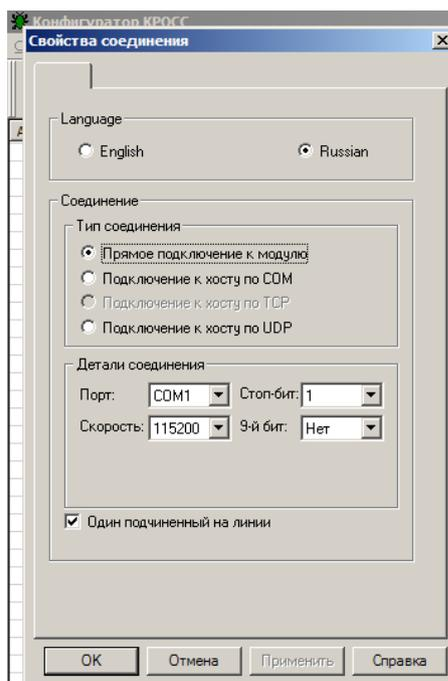 Конфигуратор КРОСС
Свойства соединения
Language
English Russian
Соединение
Тип соединения
Прямое подключение к модулю
Подключение к хосту по COM
Подключение к хосту по TCP
Подключение к хосту по UDP
Детали соединения
Порт: COM1 Стоп-бит: 1
Скорость: 115200 9-й бит: Нет
Один подчиненный на линии
OK Отмена Применить Справка